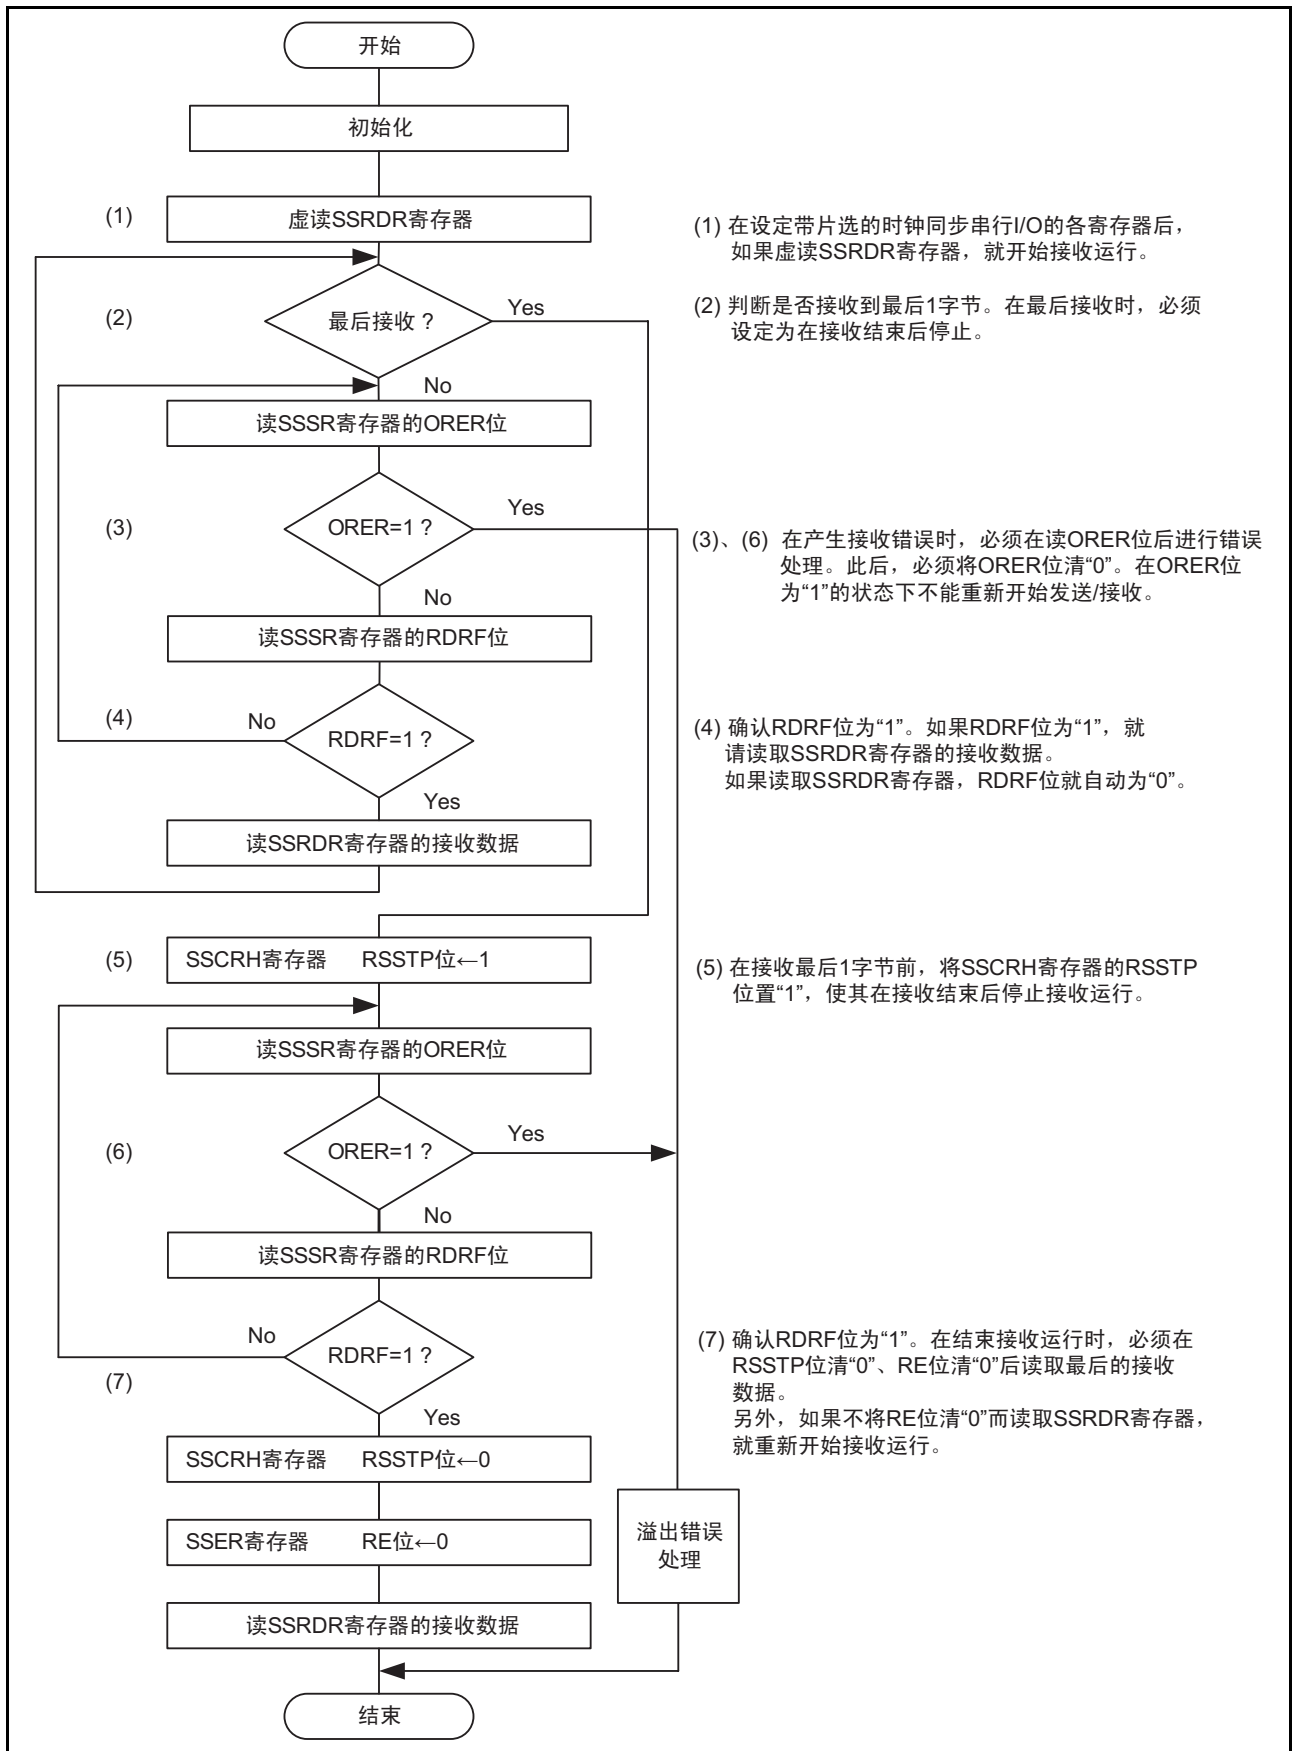 开始
初始化
(1)
虚读SSRDR寄存器
(1) 在设定带片选的时钟同步串行I/O的各寄存器后，
如果虚读SSRDR寄存器，就开始接收运行。
(2)
最后接收 ?
Yes
(2) 判断是否接收到最后1字节。在最后接收时，必须
设定为在接收结束后停止。
No
读SSSR寄存器的ORER位
(3)
ORER=1 ?
Yes
(3)、(6) 在产生接收错误时，必须在读ORER位后进行错误
处理。此后，必须将ORER位清“0”。在ORER位
为“1”的状态下不能重新开始发送/接收。
No
读SSSR寄存器的RDRF位
(4)
No
RDRF=1 ?
(4) 确认RDRF位为“1”。如果RDRF位为“1”，就
请读取SSRDR寄存器的接收数据。
如果读取SSRDR寄存器，RDRF位就自动为“0”。
Yes
读SSRDR寄存器的接收数据
(5)
SSCRH寄存器 RSSTP位←1
(5) 在接收最后1字节前，将SSCRH寄存器的RSSTP
位置“1”，使其在接收结束后停止接收运行。
读SSSR寄存器的ORER位
(6)
ORER=1 ?
Yes
No
读SSSR寄存器的RDRF位
No
RDRF=1 ?
(7)
(7) 确认RDRF位为“1”。在结束接收运行时，必须在
RSSTP位清“0”、RE位清“0”后读取最后的接收
数据。
另外，如果不将RE位清“0”而读取SSRDR寄存器，
就重新开始接收运行。
Yes
SSCRH寄存器 RSSTP位←0
SSER寄存器 RE位←0
溢出错误
处理
读SSRDR寄存器的接收数据
结束